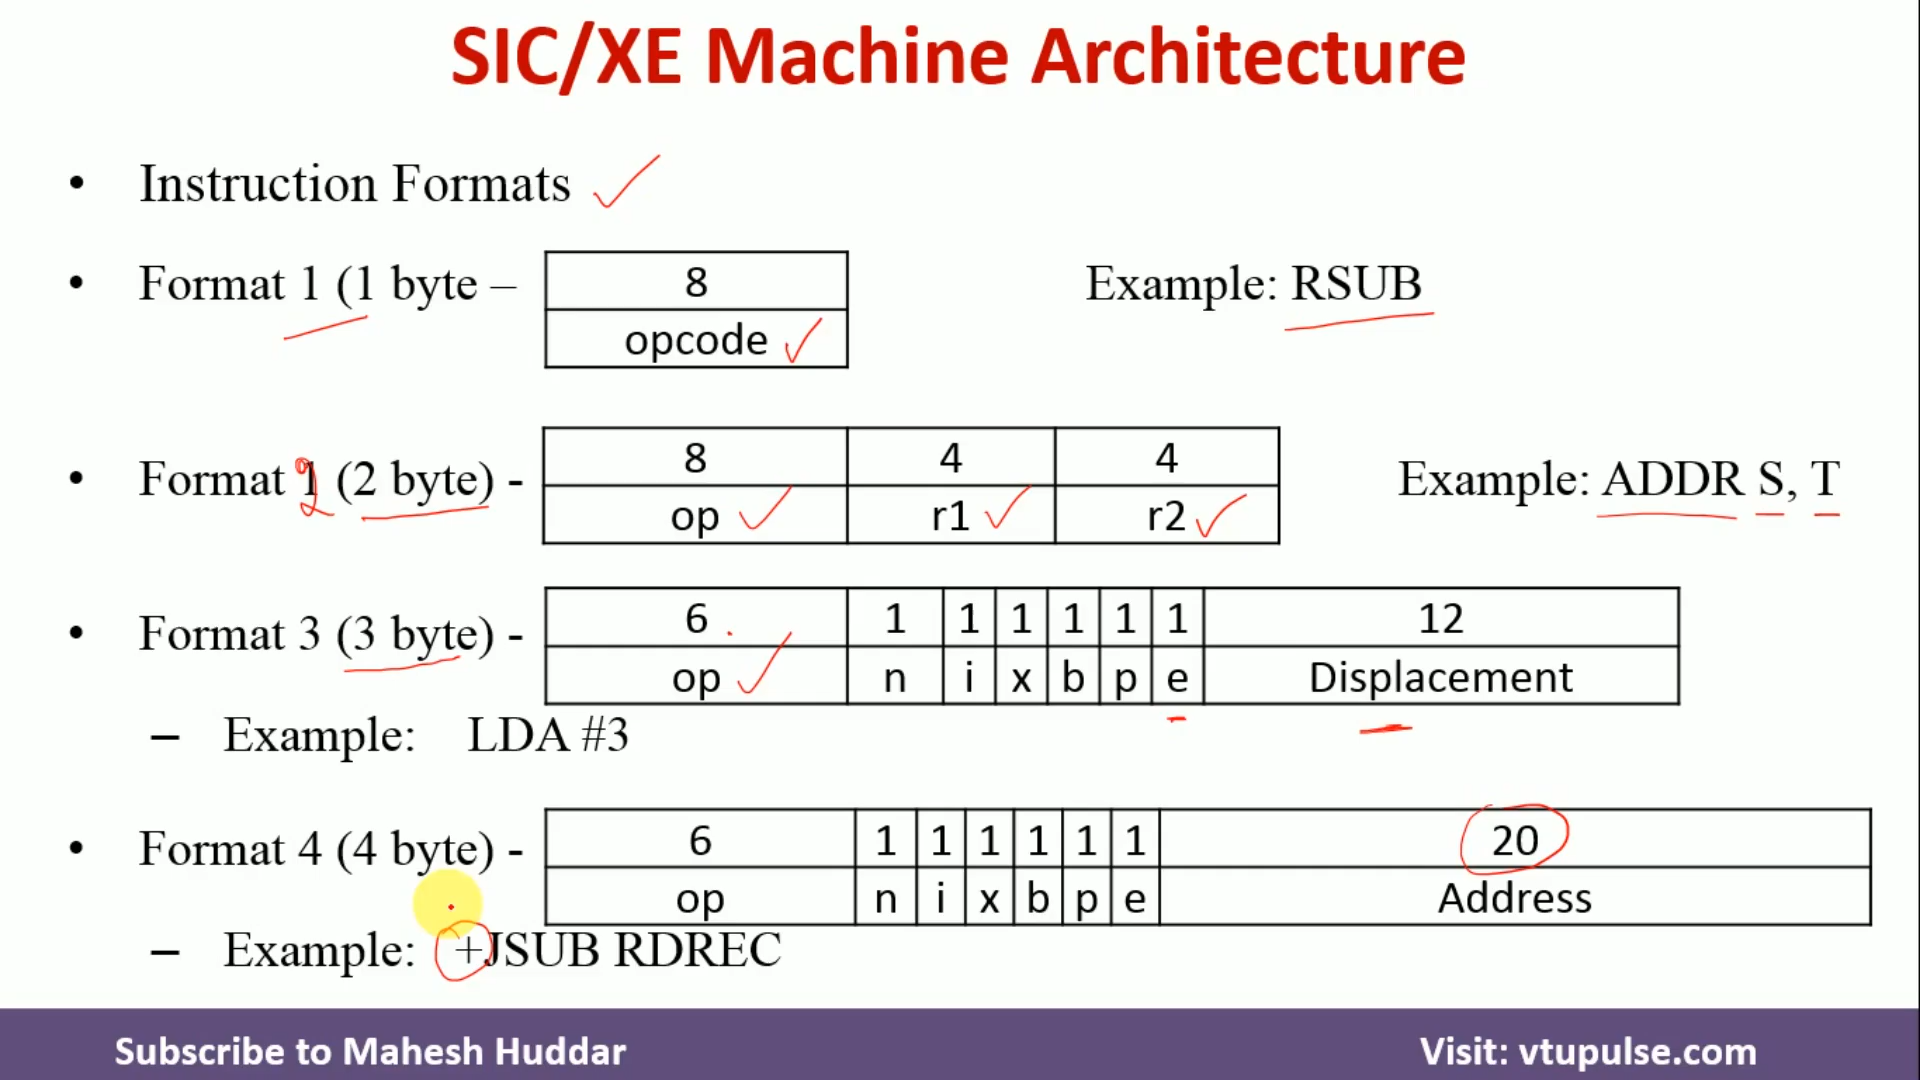 SIC/XE Machine Architecture
• Instruction Formats
• Format 1 (1 byte –
8
opcode
Example: RSUB
• Format 2 (2 byte) -
8 4 4
op r1 r2
Example: ADDR S, T
• Format 3 (3 byte) -
6 1 1 1 1 1 1 12
op n i x b p e Displacement
– Example: LDA #3
• Format 4 (4 byte) -
6 1 1 1 1 1 1 20
op n i x b p e Address
– Example: +JSUB RDREC
Subscribe to Mahesh Huddar
Visit: vtupulse.com